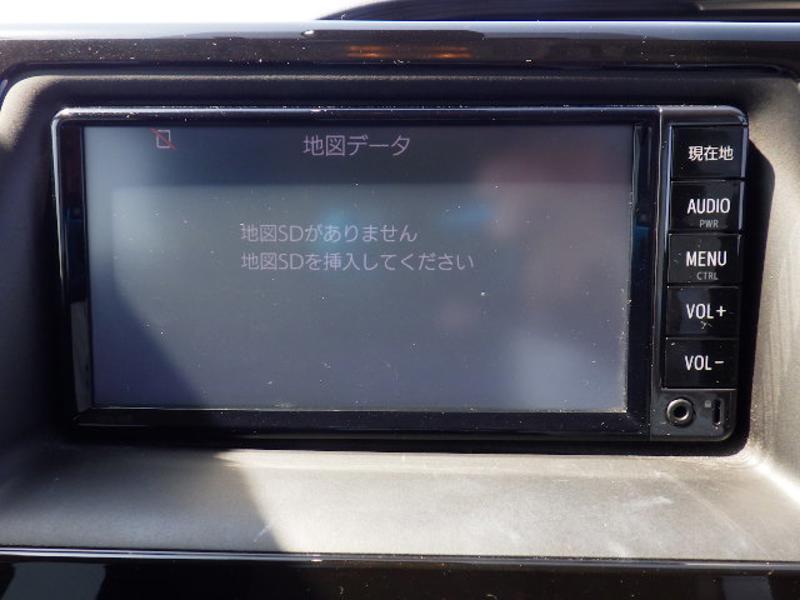 地図データ
地図SDがありません
地図SDを挿入してください
現在地
AUDIO
PWR
MENU
CTRL
VOL+
VOL-